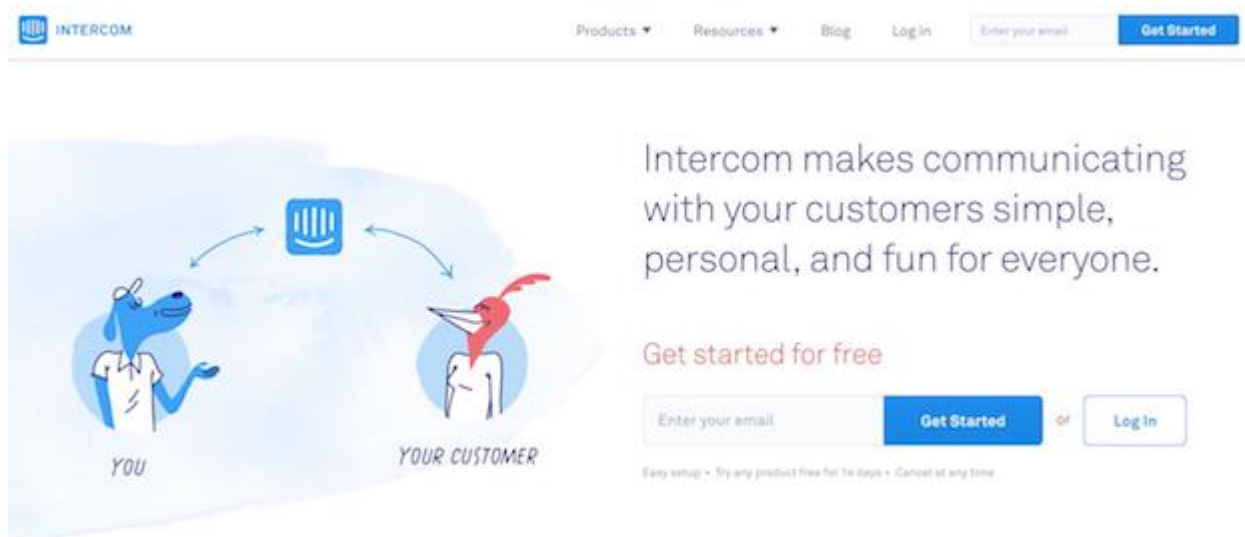 INTERCOM
Products ▼ Resources ▼ Blog Log in Enter your email Get Started
Intercom makes communicating
with your customers simple,
personal, and fun for everyone.
Get started for free
Enter your email Get Started or Log In
Easy setup • Try any product free for 14 days • Cancel at any time
YOU
YOUR CUSTOMER